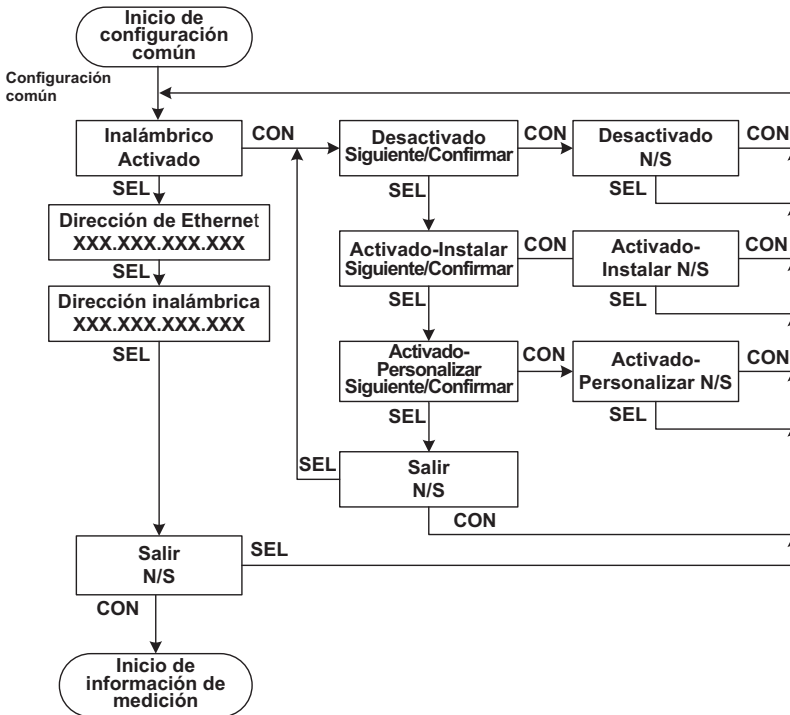 Inicio de
configuración
común
Configuración
común
Inalámbrico
Activado
CON
Desactivado
Siguiente/Confirmar
CON
Desactivado
N/S
CON
SEL
SEL
SEL
Dirección de Ethernet
XXX.XXX.XXX.XXX
Activado-Instalar
Siguiente/Confirmar
CON
Activado-
Instalar N/S
CON
SEL
SEL
SEL
Dirección inalámbrica
XXX.XXX.XXX.XXX
SEL
Activado-
Personalizar
Siguiente/Confirmar
CON
Activado-
Personalizar N/S
CON
SEL
SEL
SEL
Salir
N/S
CON
Salir
N/S
SEL
CON
Inicio de
información de
medición